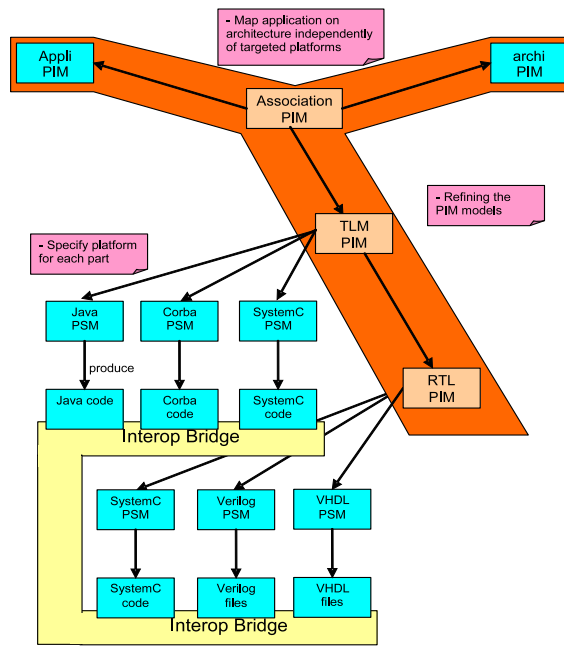 - Map application on
architecture independently
of targeted platforms
Appli
PIM
archi
PIM
Association
PIM
- Refining the
PIM models
TLM
PIM
- Specify platform
for each part
Java
PSM
Corba
PSM
SystemC
PSM
produce
RTL
PIM
Java code
Corba
code
SystemC
code
Interop Bridge
SystemC
PSM
Verilog
PSM
VHDL
PSM
SystemC
code
Verilog
files
VHDL
files
Interop Bridge